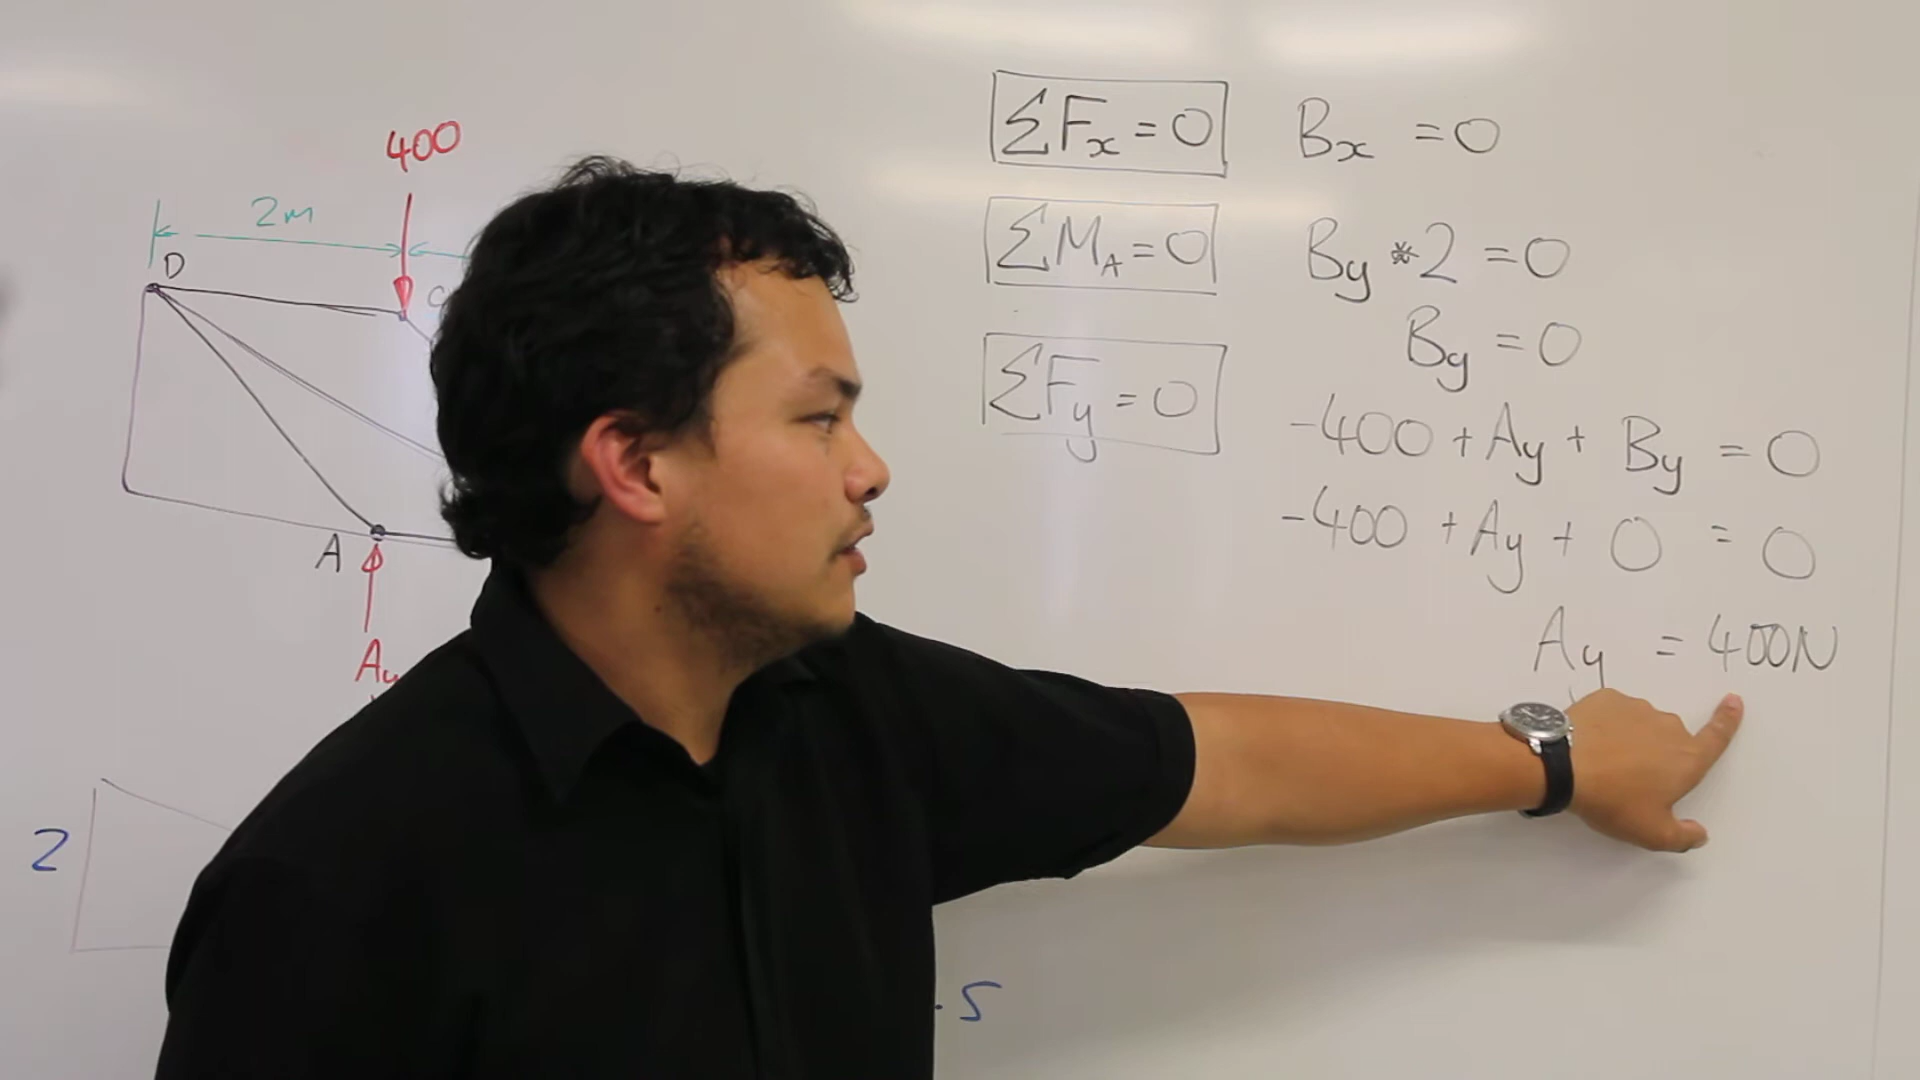 400
2m
D
C
A
Ay
2
.5
ΣFx = 0 Bx = 0
ΣMA = 0 By * 2 = 0
By = 0
ΣFy = 0 -400 + Ay + By = 0
-400 + Ay + 0 = 0
Ay = 400N